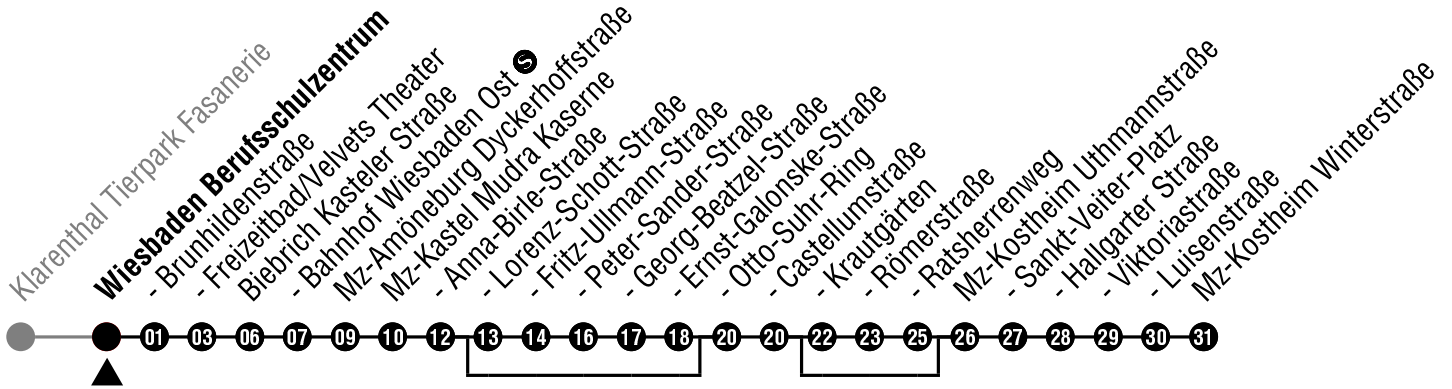 Klarenthal Tierpark Fasanerie
Wiesbaden Berufsschulzentrum
- Brunhildenstraße
- Freizeitbad/Velvets Theater
Biebrich Kasteler Straße
- Bahnhof Wiesbaden Ost S
Mz-Amöneburg Dyckerhoffstraße
Mz-Kastel Mudra Kaserne
- Anna-Birle-Straße
- Lorenz-Schott-Straße
- Fritz-Ullmann-Straße
- Peter-Sander-Straße
- Georg-Beatzel-Straße
- Ernst-Galonske-Straße
- Otto-Suhr-Ring
- Castellumstraße
- Krautgärten
- Römerstraße
- Ratsherrenweg
Mz-Kostheim Uthmannstraße
- Sankt-Veiter-Platz
- Hallgarter Straße
- Viktoriastraße
- Luisenstraße
Mz-Kostheim Winterstraße
01 03 06 07 09 10 12 13 14 16 17 18 20 20 22 23 25 26 27 28 29 30 31